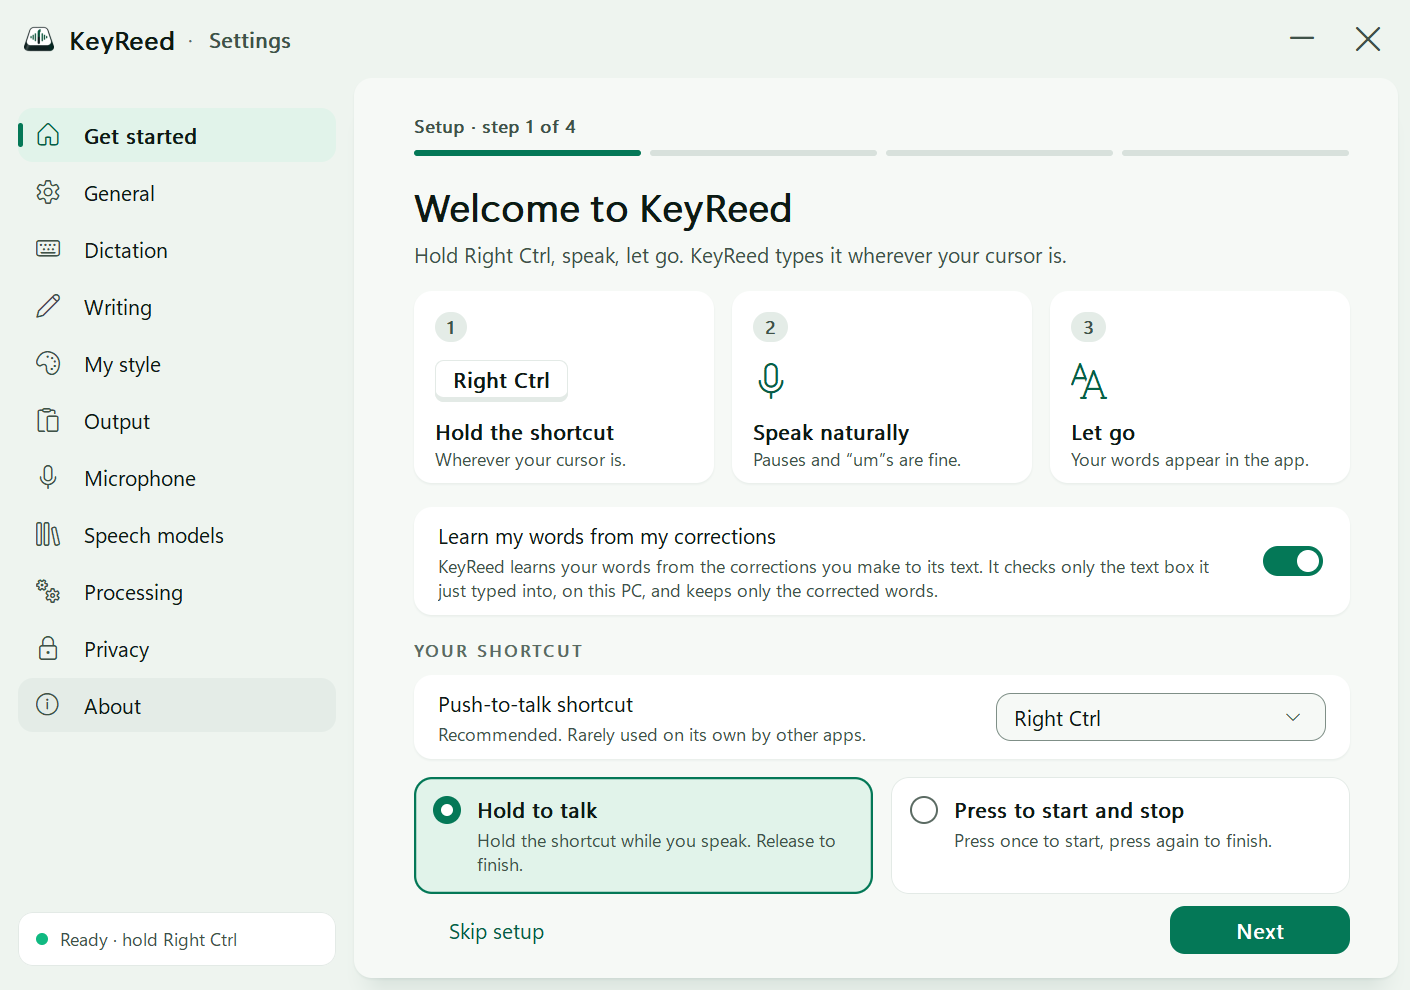 KeyReed · Settings
Get started
General
Dictation
Writing
My style
Output
Microphone
Speech models
Processing
Privacy
About
Ready · hold Right Ctrl
Setup · step 1 of 4
Welcome to KeyReed
Hold Right Ctrl, speak, let go. KeyReed types it wherever your cursor is.
1
Right Ctrl
Hold the shortcut
Wherever your cursor is.
2
Speak naturally
Pauses and “um”s are fine.
3
Let go
Your words appear in the app.
Learn my words from my corrections
KeyReed learns your words from the corrections you make to its text. It checks only the text box it
just typed into, on this PC, and keeps only the corrected words.
YOUR SHORTCUT
Push-to-talk shortcut
Recommended. Rarely used on its own by other apps.
Right Ctrl
Hold to talk
Hold the shortcut while you speak. Release to
finish.
Press to start and stop
Press once to start, press again to finish.
Skip setup
Next